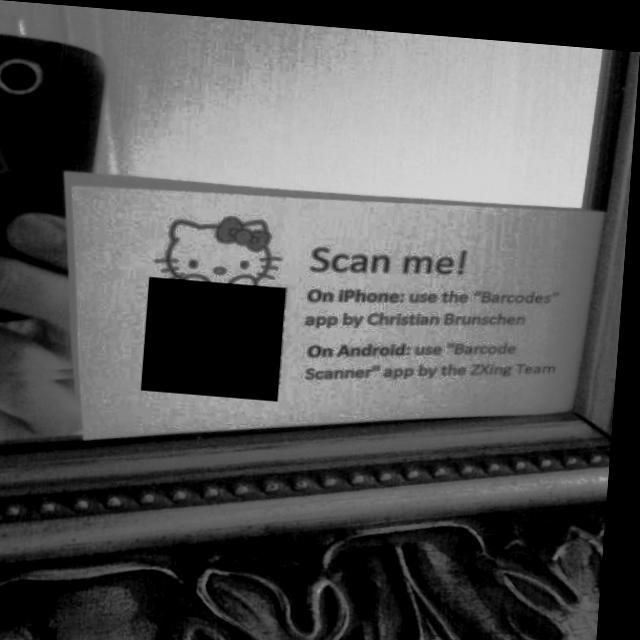 Scan me!
On iPhone: use the "Barcodes"
app by Christian Brunschen
On Android: use "Barcode
Scanner" app by the ZXing Team